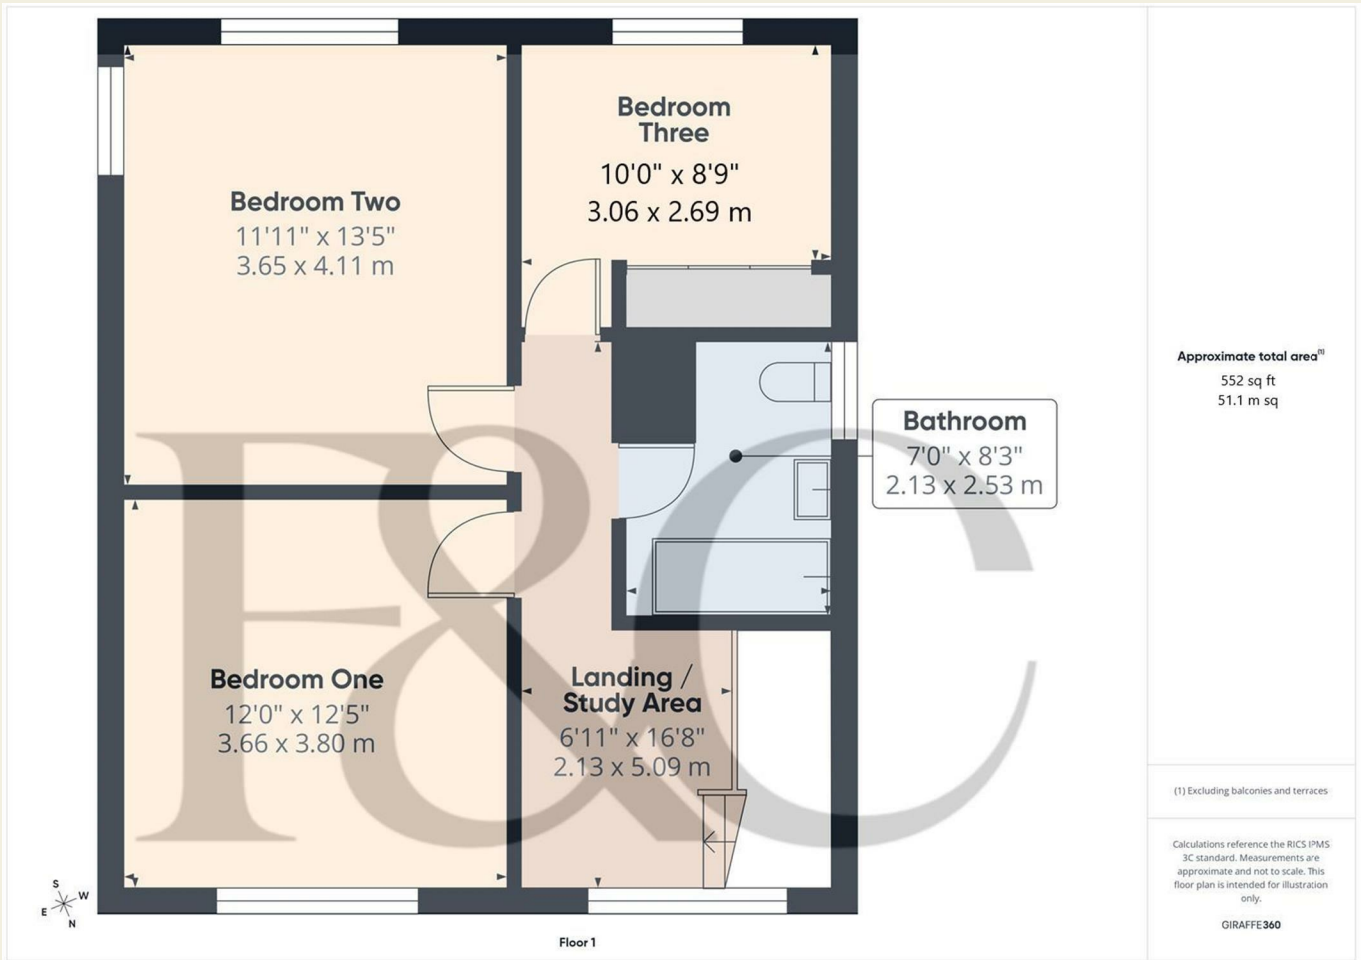 Bedroom Two
11'11" x 13'5"
3.65 x 4.11 m
Bedroom
Three
10'0" x 8'9"
3.06 x 2.69 m
Bathroom
7'0" x 8'3"
2.13 x 2.53 m
Bedroom One
12'0" x 12'5"
3.66 x 3.80 m
Landing /
Study Area
6'11" x 16'8"
2.13 x 5.09 m
F&C
S
W
E
N
Floor 1
Approximate total area(1)
552 sq ft
51.1 m sq
(1) Excluding balconies and terraces
Calculations reference the RICS IPMS
3C standard. Measurements are
approximate and not to scale. This
floor plan is intended for illustration
only.
GIRAFFE360